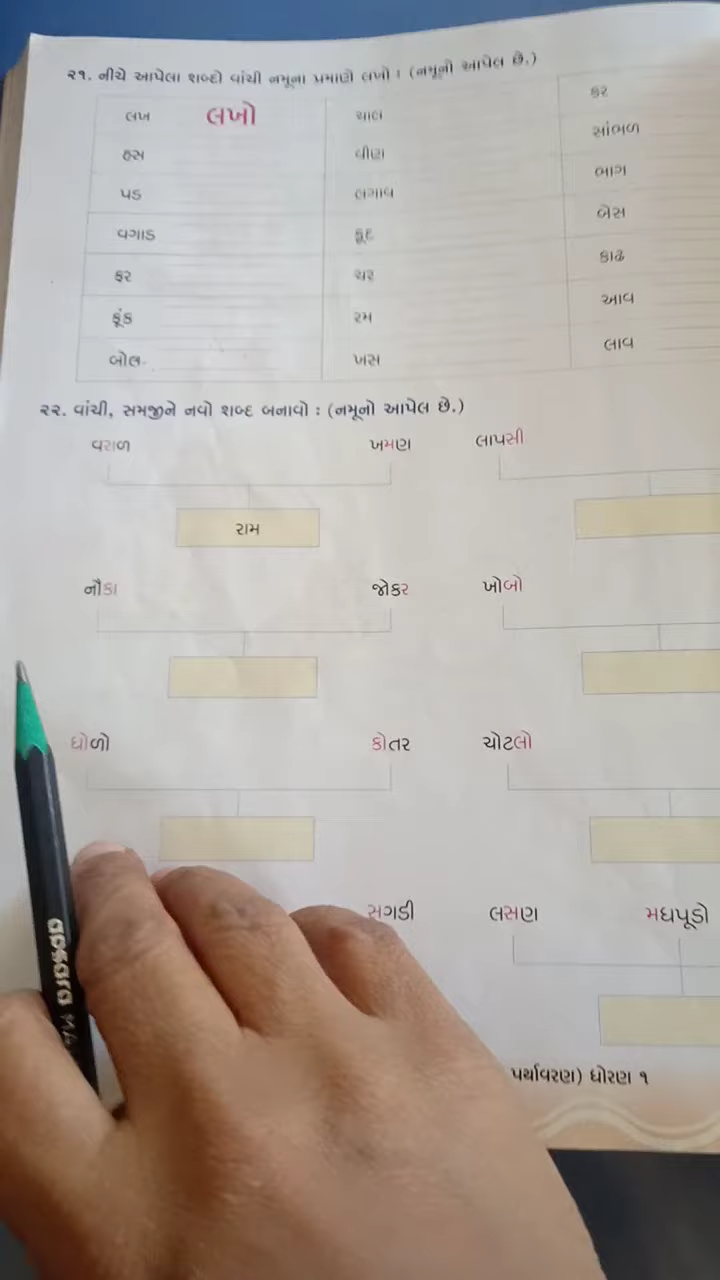 ૨૧. નીચે આપેલા શબ્દો વાંચી નમૂના પ્રમાણે લખો : (નમૂનો આપેલ છે.)
લખ લખો ચાલ કર
હસ વીણ સાંભળ
પડ લગાવ ભાગ
વગાડ કૂદ બેસ
ફર ચર કાઢ
ફૂંક રમ આવ
બોલ ખસ લાવ
૨૨. વાંચી, સમજીને નવો શબ્દ બનાવો : (નમૂનો આપેલ છે.)
વરાળ ખમણ લાપસી
રામ
નૌકા જોકર ખોબો
ધોળો કોતર ચોટલો
સગડી લસણ મધપૂડો
પર્યાવરણ) ધોરણ ૧
apsara